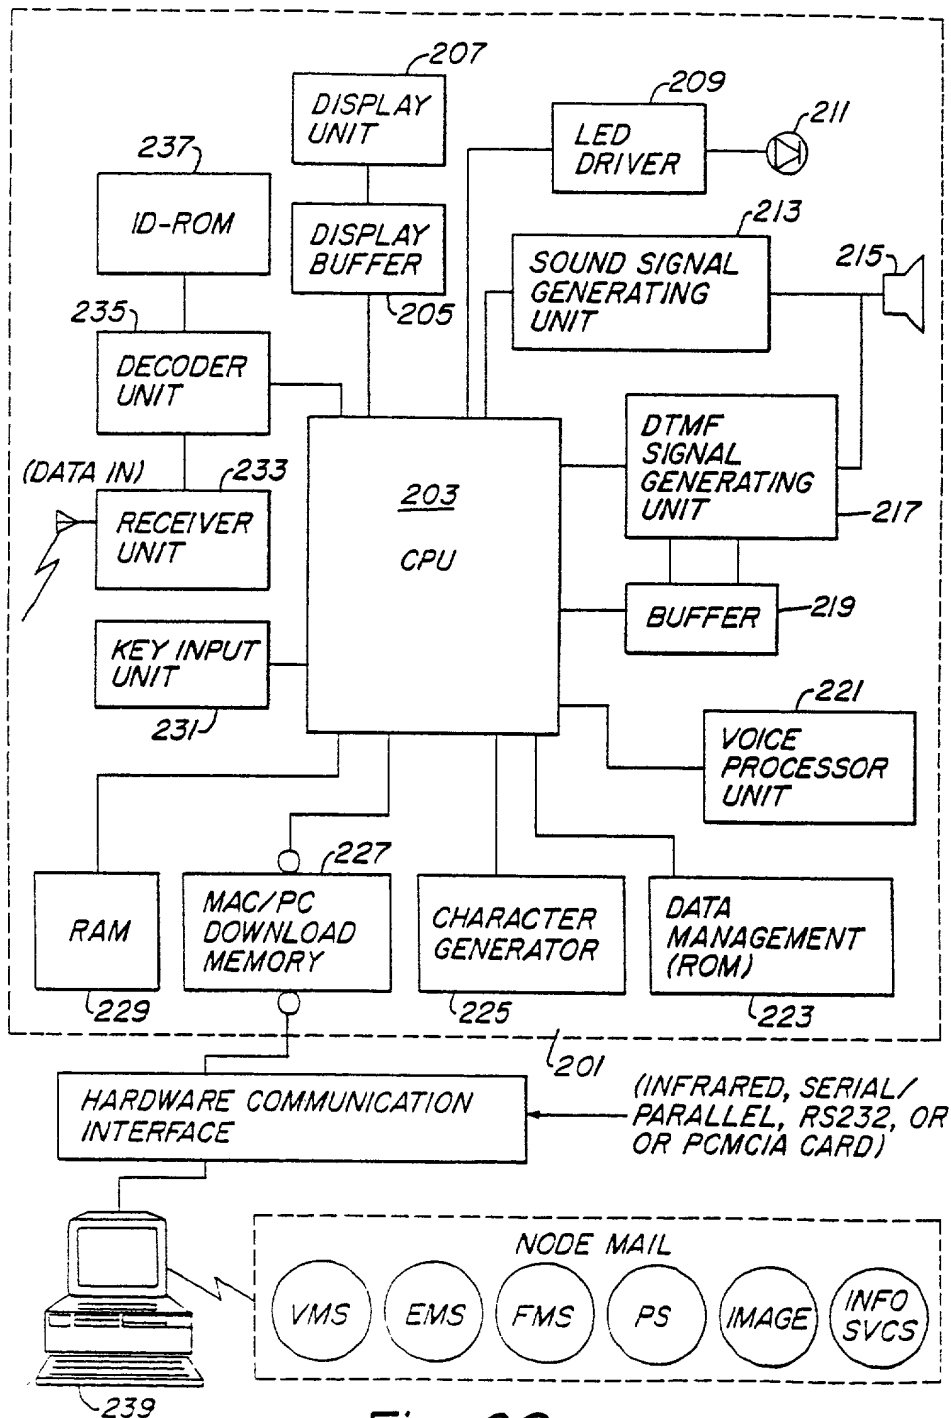 207
DISPLAY
UNIT
209
LED
DRIVER
211
237
ID-ROM
DISPLAY
BUFFER
205
213
SOUND SIGNAL
GENERATING
UNIT
215
235
DECODER
UNIT
DTMF
SIGNAL
GENERATING
UNIT
217
(DATA IN)
233
RECEIVER
UNIT
203
CPU
BUFFER
219
KEY INPUT
UNIT
231
221
VOICE
PROCESSOR
UNIT
RAM
229
227
MAC/PC
DOWNLOAD
MEMORY
CHARACTER
GENERATOR
225
DATA
MANAGEMENT
(ROM)
223
201
HARDWARE COMMUNICATION
INTERFACE
(INFRARED, SERIAL/
PARALLEL, RS232, OR
OR PCMCIA CARD)
NODE MAIL
VMS
EMS
FMS
PS
IMAGE
INFO
SVCS
239